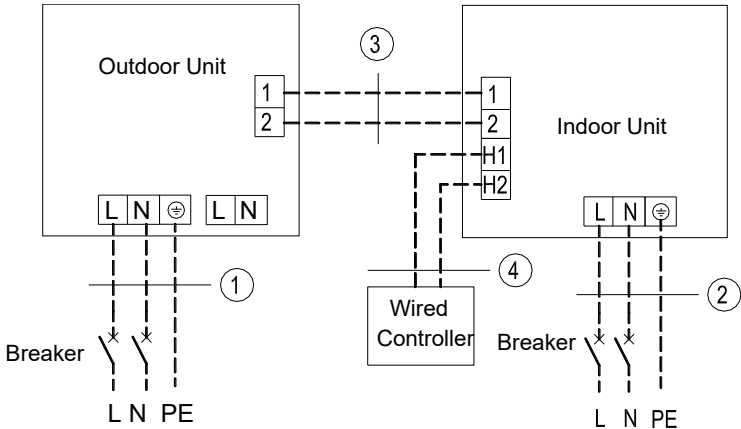 Outdoor Unit
1
2
L N
L N
1
Breaker
L N PE
3
1
2
H1
H2
Indoor Unit
L N
4
Wired
Controller
2
Breaker
L N PE